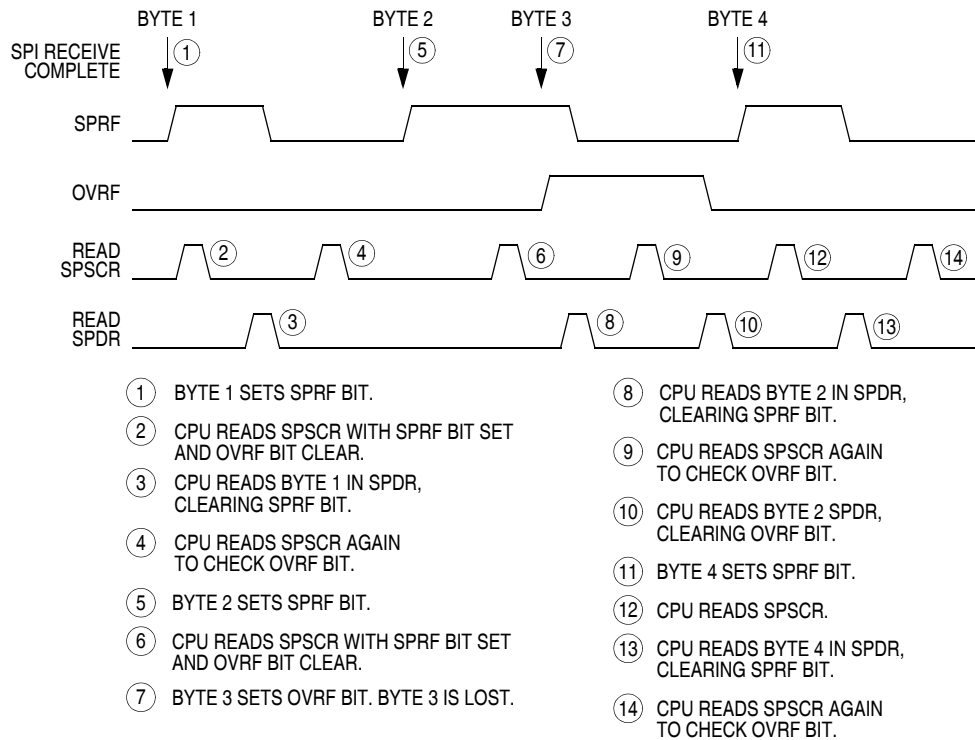 BYTE 1 BYTE 2 BYTE 3 BYTE 4
SPI RECEIVE
COMPLETE
1 5 7 11
SPRF
OVRF
READ
SPSCR
2 4 6 9 12 14
READ
SPDR
3 8 10 13
1 BYTE 1 SETS SPRF BIT.
2 CPU READS SPSCR WITH SPRF BIT SET
AND OVRF BIT CLEAR.
3 CPU READS BYTE 1 IN SPDR,
CLEARING SPRF BIT.
4 CPU READS SPSCR AGAIN
TO CHECK OVRF BIT.
5 BYTE 2 SETS SPRF BIT.
6 CPU READS SPSCR WITH SPRF BIT SET
AND OVRF BIT CLEAR.
7 BYTE 3 SETS OVRF BIT. BYTE 3 IS LOST.
8 CPU READS BYTE 2 IN SPDR,
CLEARING SPRF BIT.
9 CPU READS SPSCR AGAIN
TO CHECK OVRF BIT.
10 CPU READS BYTE 2 SPDR,
CLEARING OVRF BIT.
11 BYTE 4 SETS SPRF BIT.
12 CPU READS SPSCR.
13 CPU READS BYTE 4 IN SPDR,
CLEARING SPRF BIT.
14 CPU READS SPSCR AGAIN
TO CHECK OVRF BIT.